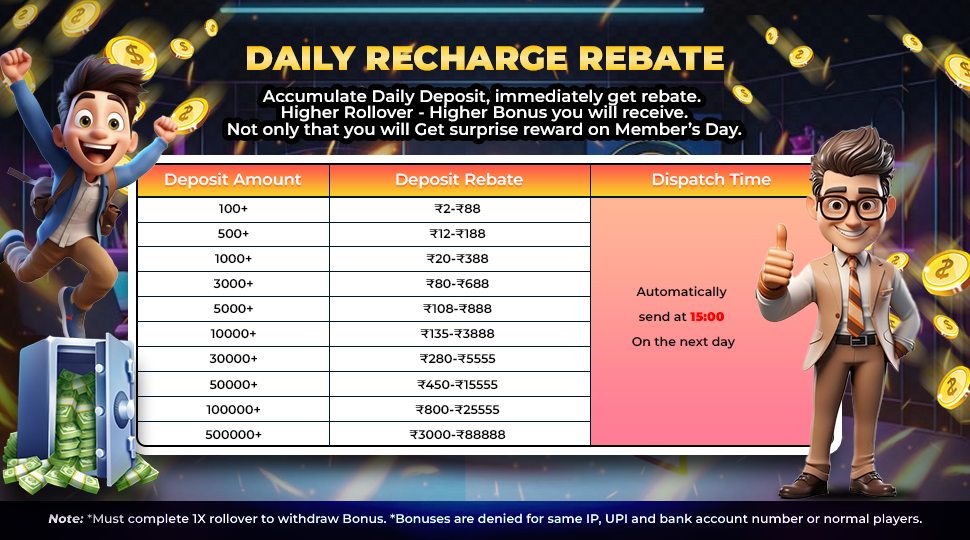 DAILY RECHARGE REBATE
Accumulate Daily Deposit, immediately get rebate.
Higher Rollover - Higher Bonus you will receive.
Not only that you will Get surprise reward on Member's Day.
Deposit Amount Deposit Rebate Dispatch Time
100+ ₹2-₹88
500+ ₹12-₹188
1000+ ₹20-₹388
3000+ ₹80-₹688
5000+ ₹108-₹888
10000+ ₹135-₹3888
30000+ ₹280-₹5555
50000+ ₹450-₹15555
100000+ ₹800-₹25555
500000+ ₹3000-₹88888
Automatically
send at 15:00
On the next day
Note: *Must complete 1X rollover to withdraw Bonus. *Bonuses are denied for same IP, UPI and bank account number or normal players.